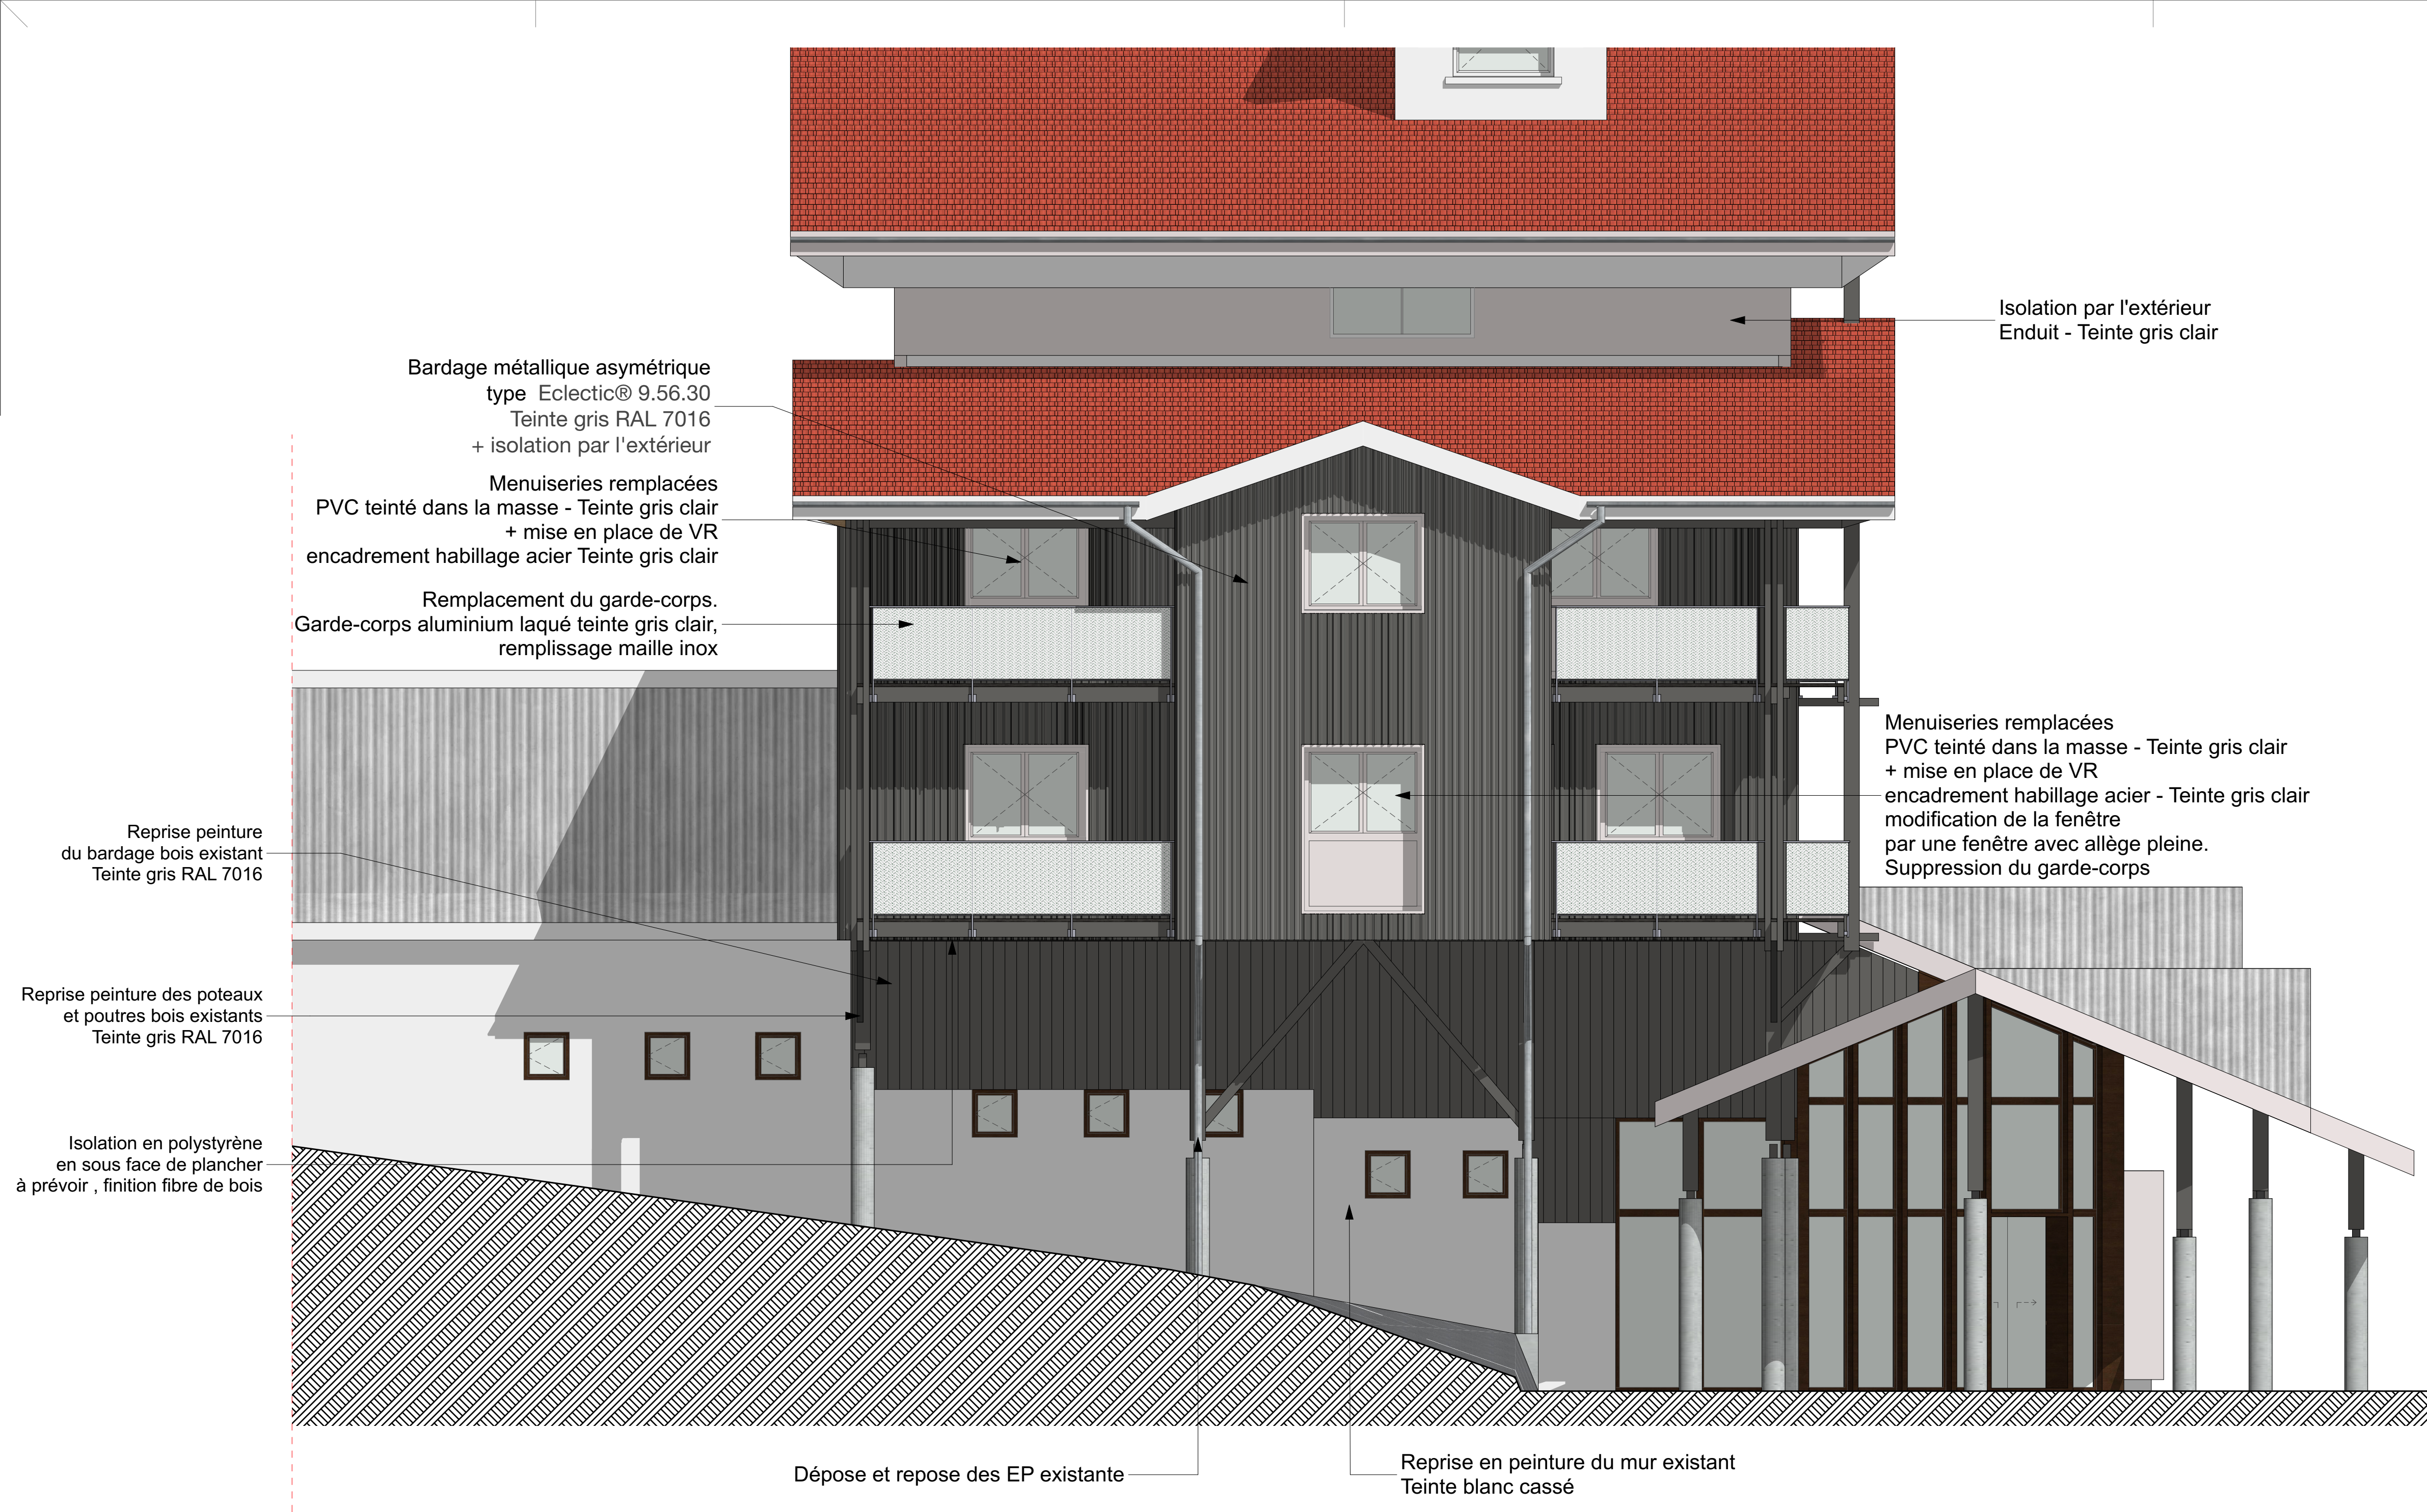 Isolation par l'extérieur
Enduit - Teinte gris clair
Bardage métallique asymétrique
type Eclectic® 9.56.30
Teinte gris RAL 7016
+ isolation par l'extérieur
Menuiseries remplacées
PVC teinté dans la masse - Teinte gris clair
+ mise en place de VR
encadrement habillage acier Teinte gris clair
Remplacement du garde-corps.
Garde-corps aluminium laqué teinte gris clair,
remplissage maille inox
Menuiseries remplacées
PVC teinté dans la masse - Teinte gris clair
+ mise en place de VR
encadrement habillage acier - Teinte gris clair
modification de la fenêtre
par une fenêtre avec allège pleine.
Suppression du garde-corps
Reprise peinture
du bardage bois existant
Teinte gris RAL 7016
Reprise peinture des poteaux
et poutres bois existants
Teinte gris RAL 7016
Isolation en polystyrène
en sous face de plancher
à prévoir , finition fibre de bois
Dépose et repose des EP existante
Reprise en peinture du mur existant
Teinte blanc cassé